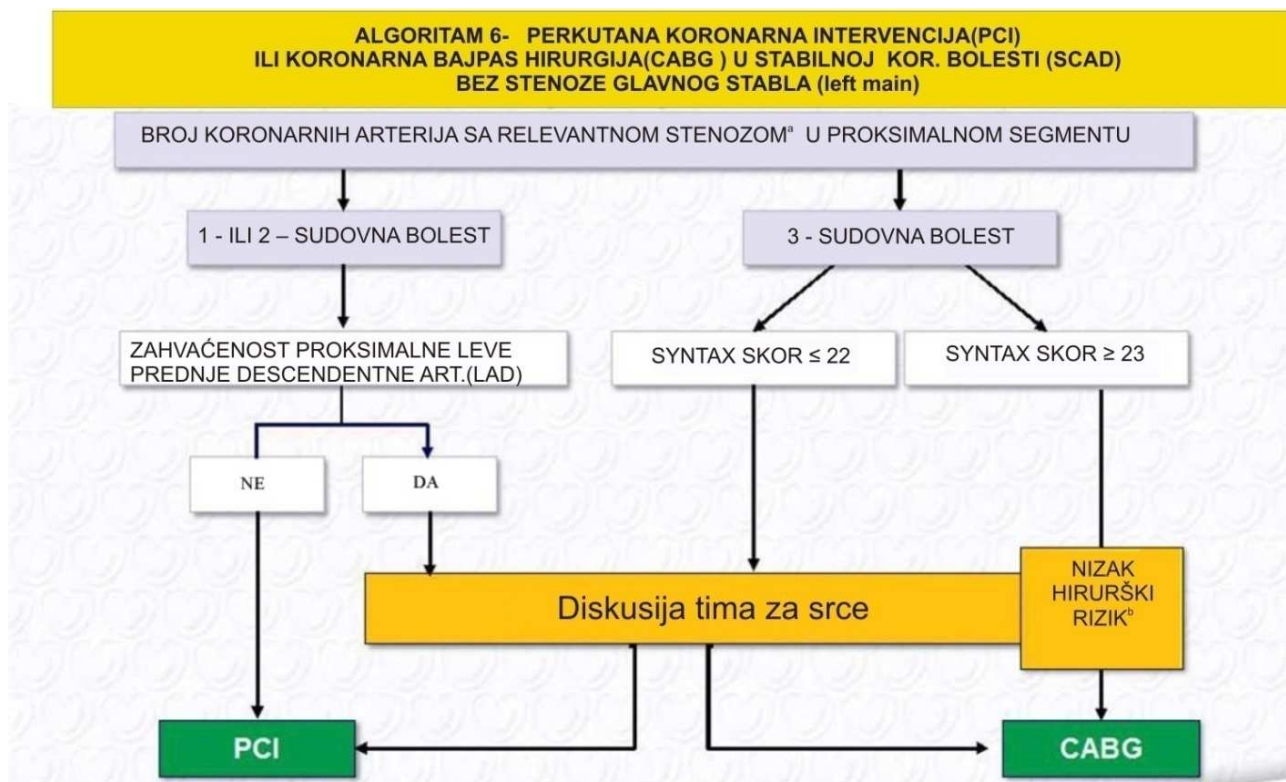 ALGORITAM 6- PERKUTANA KORONARNA INTERVENCIJA(PCI)
ILI KORONARNA BAJPAS HIRURGIJA(CABG ) U STABILNOJ KOR. BOLESTI (SCAD)
BEZ STENOZE GLAVNOG STABLA (left main)
BROJ KORONARNIH ARTERIJA SA RELEVANTNOM STENOZOMᵃ U PROKSIMALNOM SEGMENTU
1 - ILI 2 – SUDOVNA BOLEST
3 - SUDOVNA BOLEST
ZAHVAĆENOST PROKSIMALNE LEVE
PREDNJE DESCENDENTNE ART.(LAD)
SYNTAX SKOR ≤ 22
SYNTAX SKOR ≥ 23
NE
DA
Diskusija tima za srce
NIZAK
HIRURŠKI
RIZIKᵇ
PCI
CABG